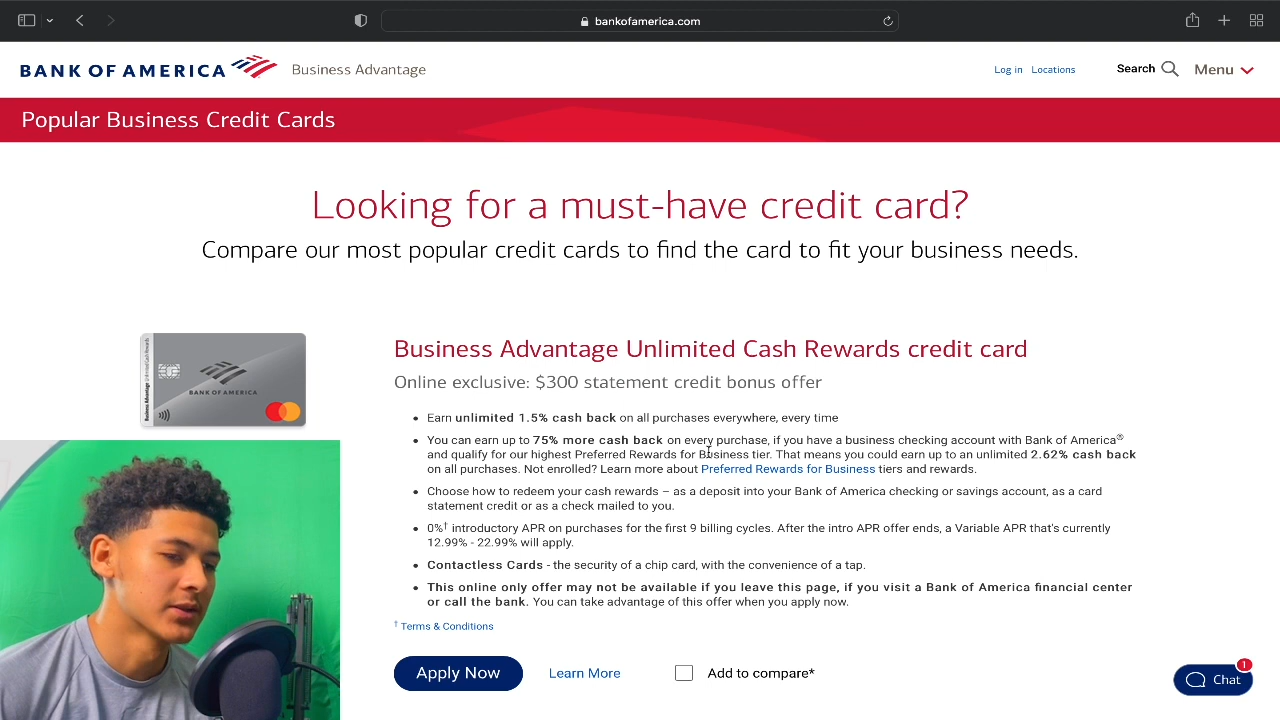 bankofamerica.com
BANK OF AMERICA
Business Advantage
Log in
Locations
Search
Menu
Popular Business Credit Cards
Looking for a must-have credit card?
Compare our most popular credit cards to find the card to fit your business needs.
Business Advantage Unlimited Cash Rewards
BANK OF AMERICA
Business Advantage Unlimited Cash Rewards credit card
Online exclusive: $300 statement credit bonus offer
• Earn unlimited 1.5% cash back on all purchases everywhere, every time
• You can earn up to 75% more cash back on every purchase, if you have a business checking account with Bank of America®
and qualify for our highest Preferred Rewards for Business tier. That means you could earn up to an unlimited 2.62% cash back
on all purchases. Not enrolled? Learn more about Preferred Rewards for Business tiers and rewards.
• Choose how to redeem your cash rewards – as a deposit into your Bank of America checking or savings account, as a card
statement credit or as a check mailed to you.
• 0%† introductory APR on purchases for the first 9 billing cycles. After the intro APR offer ends, a Variable APR that's currently
12.99% - 22.99% will apply.
• Contactless Cards - the security of a chip card, with the convenience of a tap.
• This online only offer may not be available if you leave this page, if you visit a Bank of America financial center
or call the bank. You can take advantage of this offer when you apply now.
† Terms & Conditions
Apply Now
Learn More
Add to compare*
1
Chat